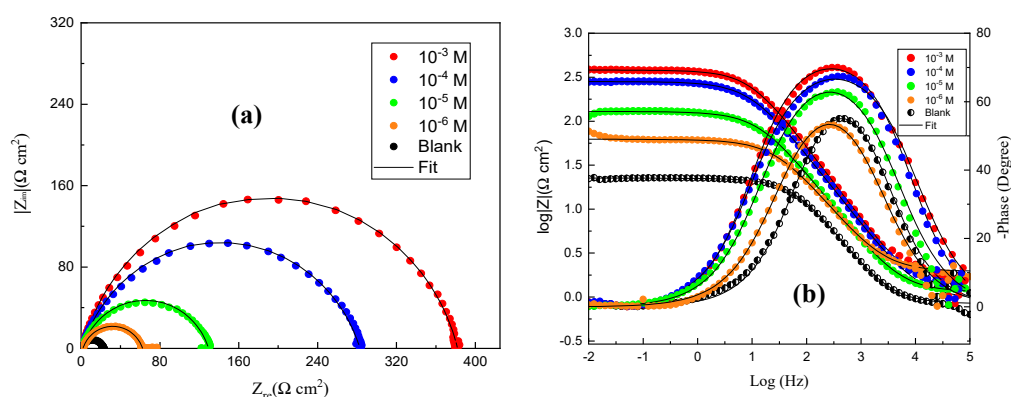 320
240
160
80
0
0
80
160
240
320
400
|Z_im|(Ω cm²)
Z_re(Ω cm²)
(a)
10⁻³ M
10⁻⁴ M
10⁻⁵ M
10⁻⁶ M
Blank
Fit
3.0
2.5
2.0
1.5
1.0
0.5
0.0
-0.5
-2
-1
0
1
2
3
4
5
80
60
40
20
0
log|Z|(Ω cm²)
Log (Hz)
-Phase (Degree)
(b)
10⁻³ M
10⁻⁴ M
10⁻⁵ M
10⁻⁶ M
Blank
Fit